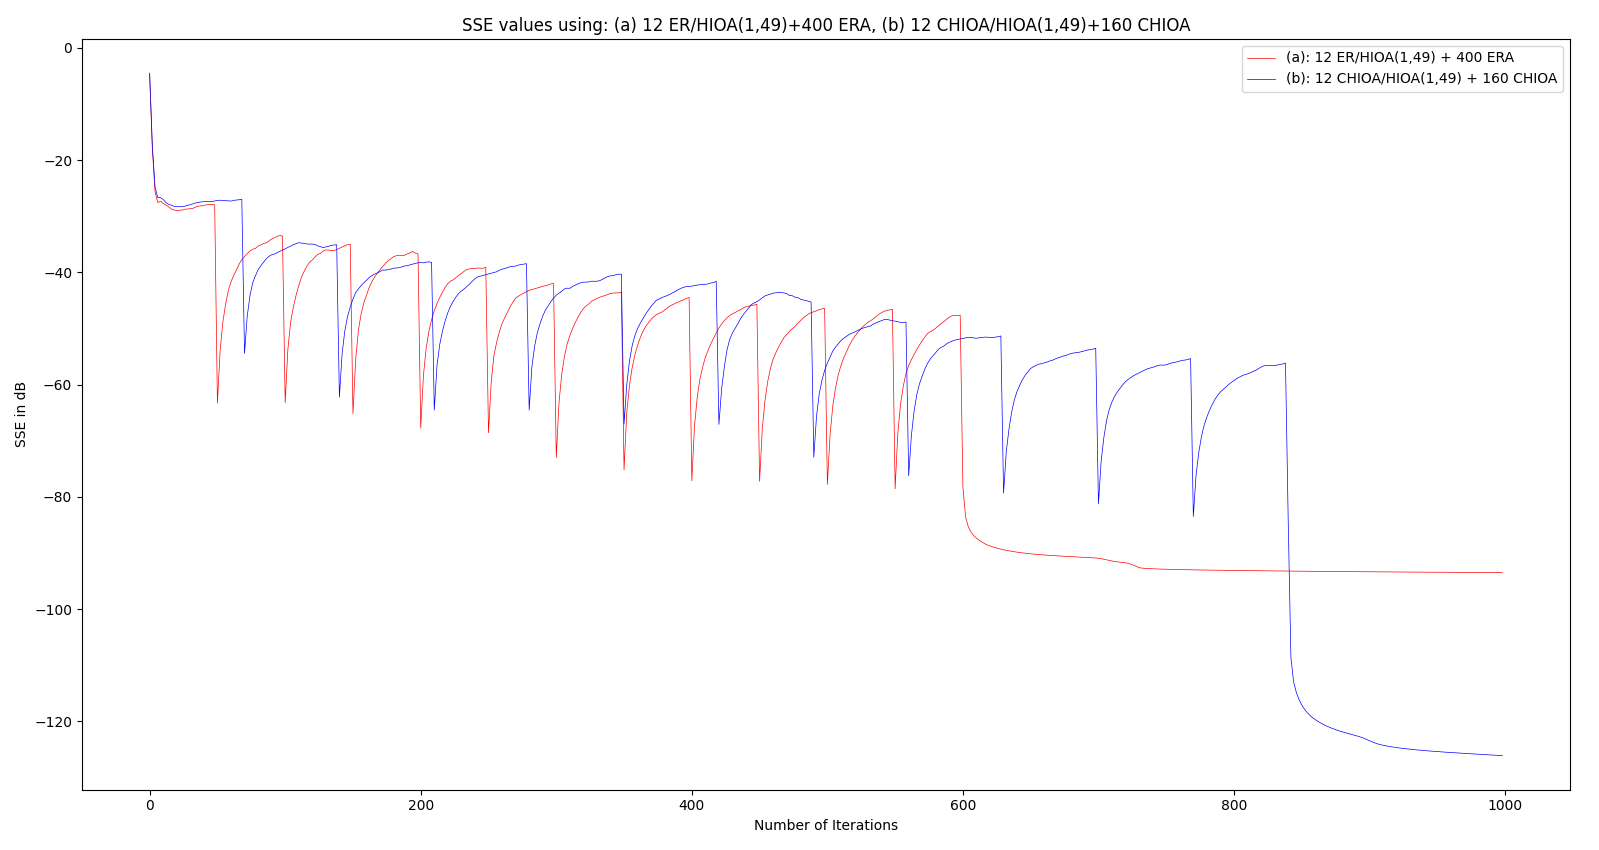 SSE values using: (a) 12 ER/HIOA(1,49)+400 ERA, (b) 12 CHIOA/HIOA(1,49)+160 CHIOA
(a): 12 ER/HIOA(1,49) + 400 ERA
(b): 12 CHIOA/HIOA(1,49) + 160 CHIOA
SSE in dB
0
−20
−40
−60
−80
−100
−120
0 200 400 600 800 1000
Number of Iterations